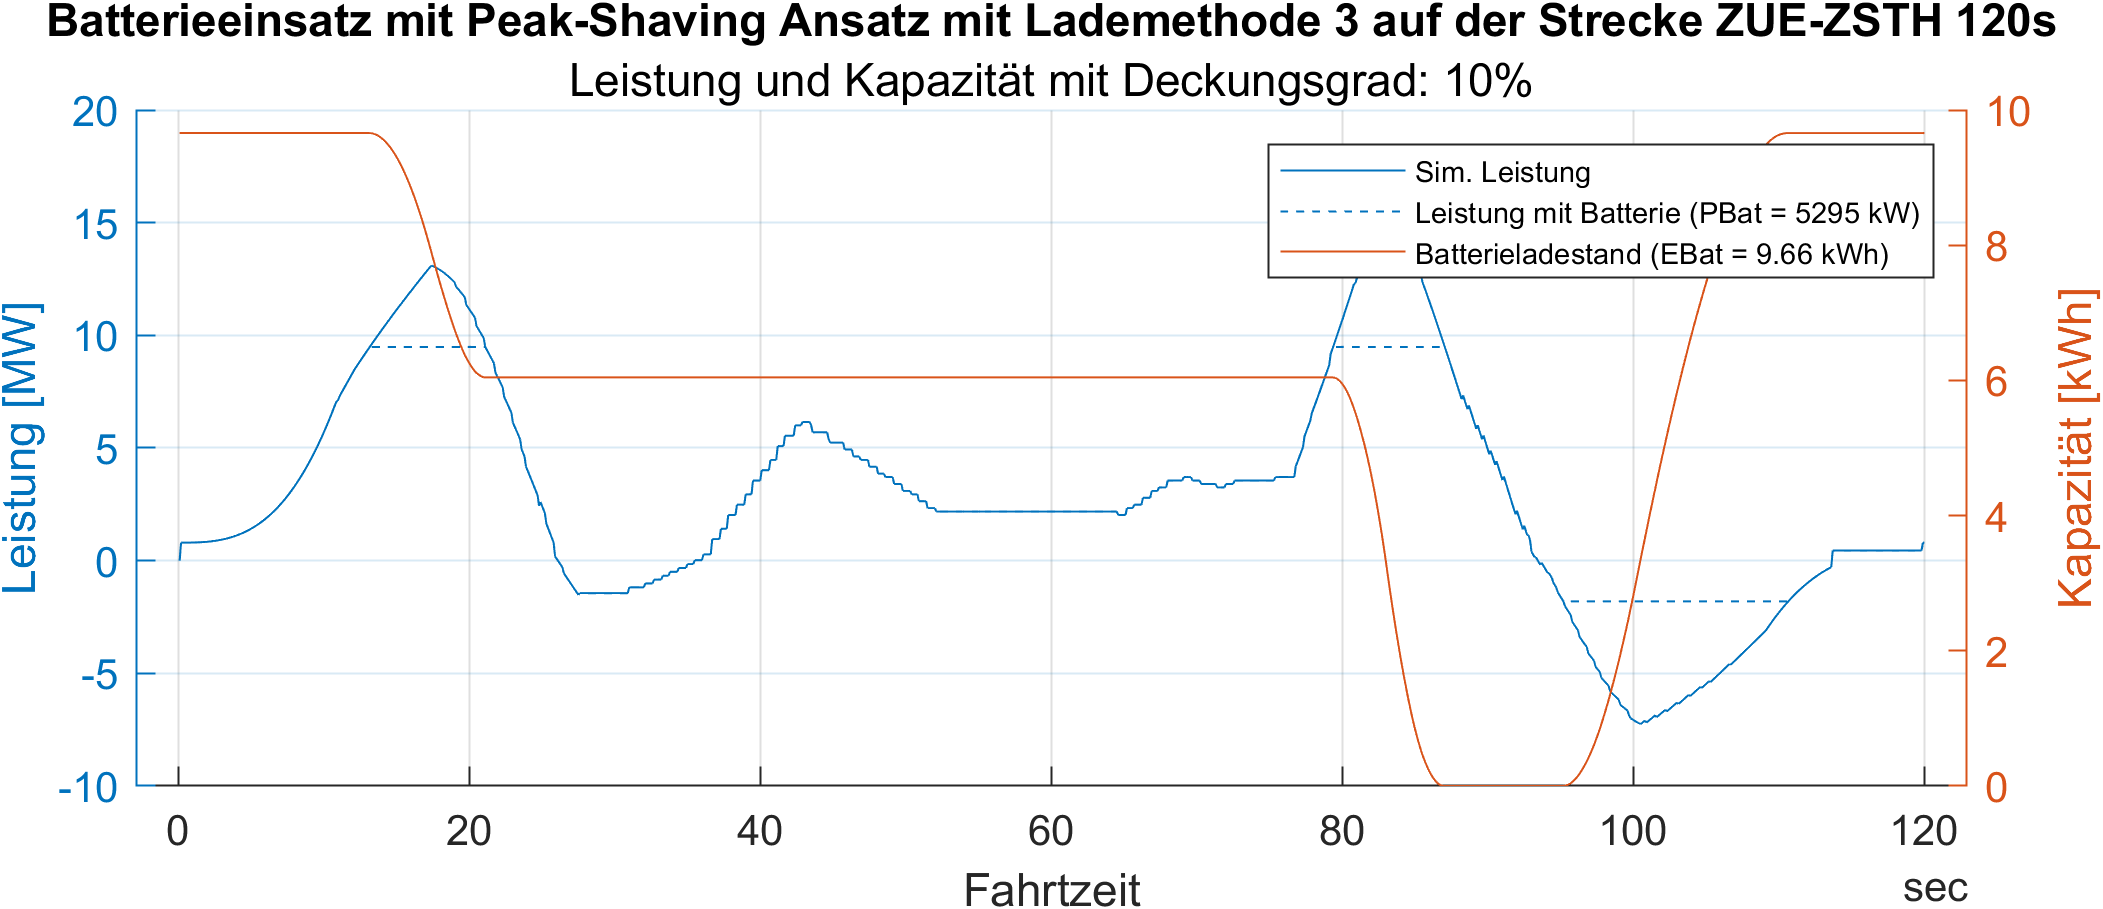 Batterieeinsatz mit Peak-Shaving Ansatz mit Lademethode 3 auf der Strecke ZUE-ZSTH 120s
Leistung und Kapazität mit Deckungsgrad: 10%
Leistung [MW]
20
15
10
5
0
-5
-10
Sim. Leistung
Leistung mit Batterie (PBat = 5295 kW)
Batterieladestand (EBat = 9.66 kWh)
10
8
6
4
2
0
Kapazität [kWh]
0 20 40 60 80 100 120
Fahrtzeit
sec